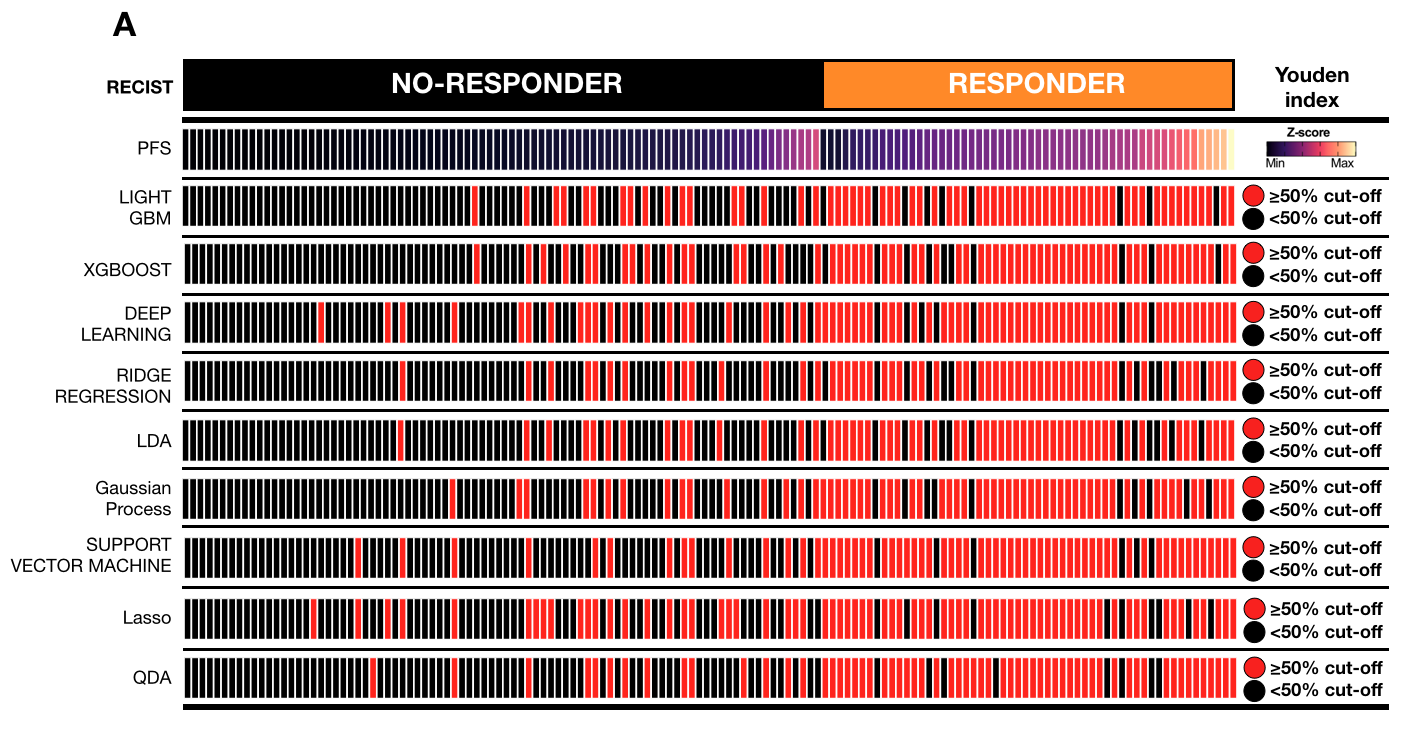 A
RECIST
NO-RESPONDER
RESPONDER
Youden
index
PFS
Z-score
Min
Max
LIGHT
GBM
≥50% cut-off
<50% cut-off
XGBOOST
≥50% cut-off
<50% cut-off
DEEP
LEARNING
≥50% cut-off
<50% cut-off
RIDGE
REGRESSION
≥50% cut-off
<50% cut-off
LDA
≥50% cut-off
<50% cut-off
Gaussian
Process
≥50% cut-off
<50% cut-off
SUPPORT
VECTOR MACHINE
≥50% cut-off
<50% cut-off
Lasso
≥50% cut-off
<50% cut-off
QDA
≥50% cut-off
<50% cut-off